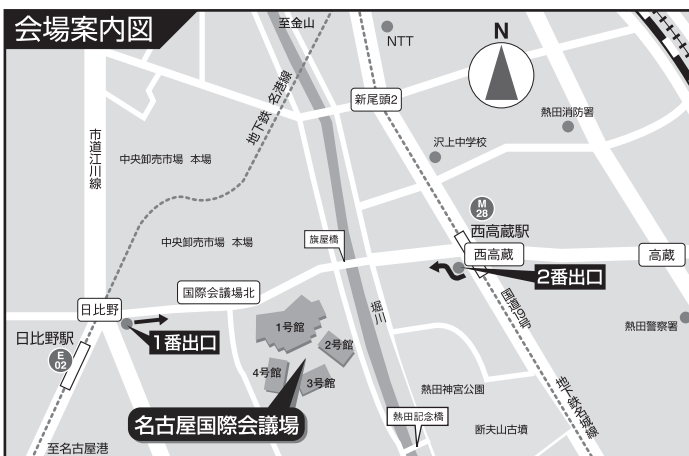 会場案内図
至金山
NTT
N
新尾頭2
地下鉄 名港線
熱田消防署
市道江川線
沢上中学校
中央卸売市場 本場
M
28
西高蔵駅
中央卸売市場 本場
旗屋橋
西高蔵
高蔵
2番出口
国際会議場北
国道19号
日比野
堀川
1番出口
1号館
熱田警察署
日比野駅
2号館
E
02
4号館
3号館
熱田神宮公園
地下鉄名城線
名古屋国際会議場
熱田記念橋
断夫山古墳
至名古屋港